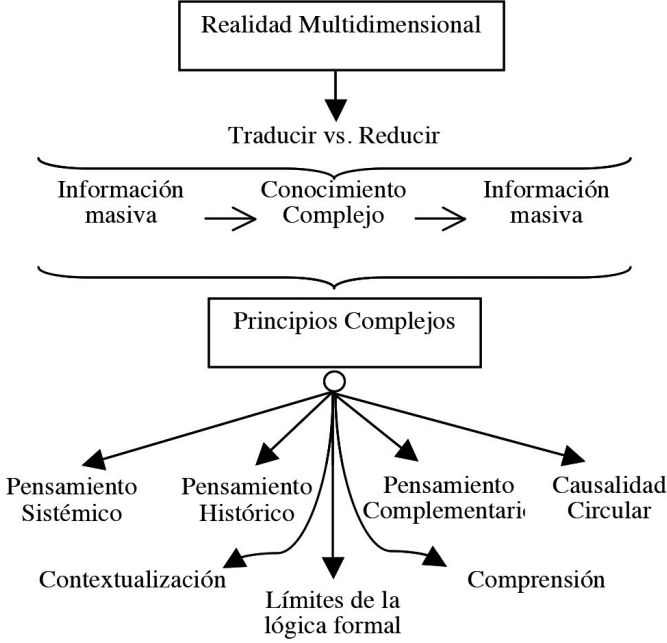 Realidad Multidimensional
Traducir vs. Reducir
Información
masiva
Conocimiento
Complejo
Información
masiva
Principios Complejos
Pensamiento
Sistémico
Pensamiento
Histórico
Pensamiento
Complementari
Causalidad
Circular
Contextualización
Límites de la
lógica formal
Comprensión